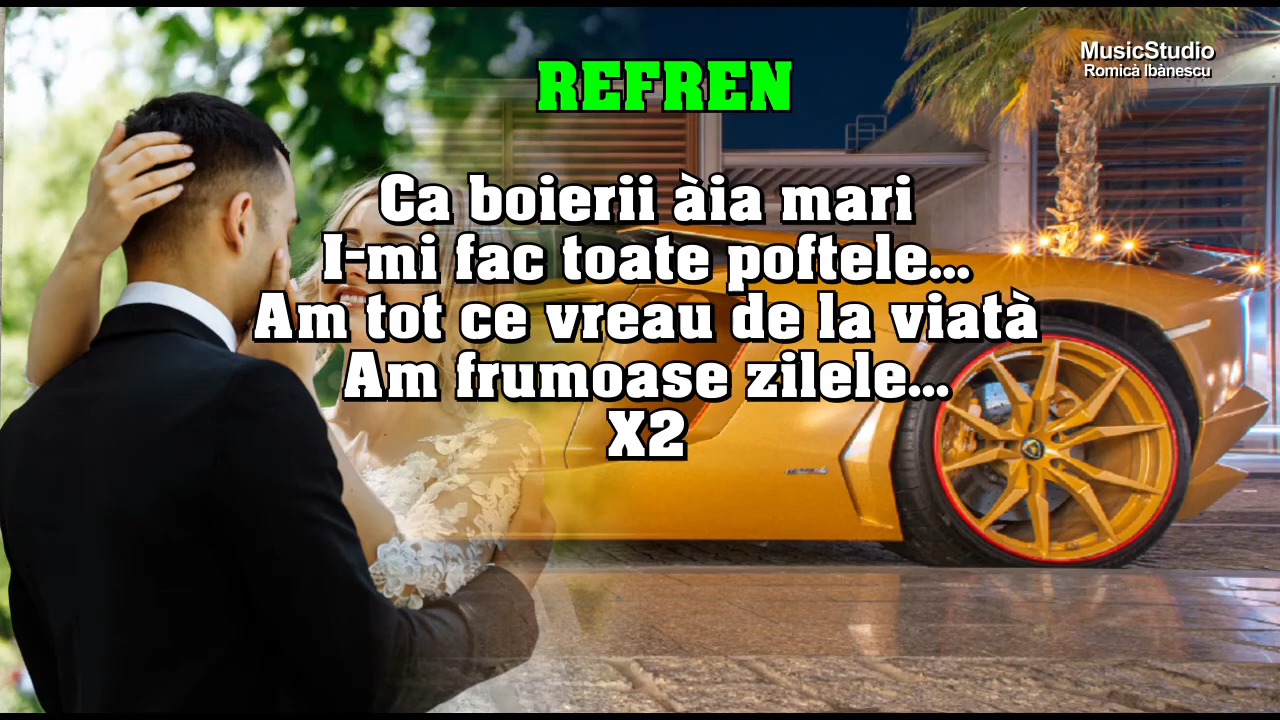 MusicStudio
Romicà Ibànescu
REFREN
Ca boierii àia mari
I-mi fac toate poftele...
Am tot ce vreau de la viatà
Am frumoase zilele...
X2